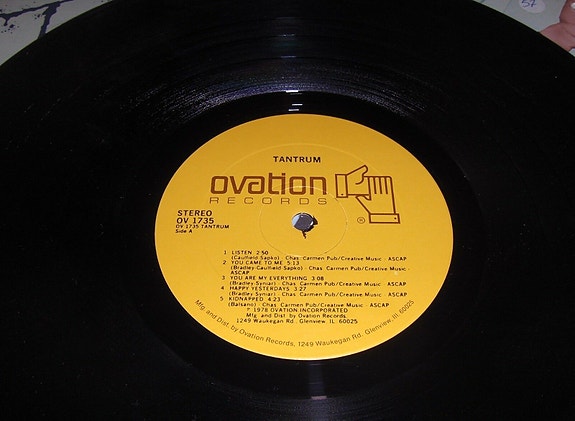 TANTRUM
ovation
RECORDS
®
STEREO
OV 1735
OV 1735 TANTRUM
Side A
1 LISTEN 2:50
(Caulfield-Sapko) - Chas. Carmen Pub/Creative Music - ASCAP
2 YOU CAME TO ME 5:13
(Bradley-Caulfield-Sapko) - Chas. Carmen Pub/Creative Music - ASCAP
3 YOU ARE MY EVERYTHING 3:08
(Bradley-Syniar) - Chas. Carmen Pub/Creative Music - ASCAP
4 HAPPY YESTERDAYS 3:27
(Bradley-Syniar) - Chas. Carmen Pub/Creative Music - ASCAP
5 KIDNAPPED 4:23
(Balsano) - Chas. Carmen Pub/Creative Music - ASCAP
℗ 1978 OVATION INCORPORATED
Mfg. and Dist. by Ovation Records,
1249 Waukegan Rd., Glenview, IL 60025
Mfg. and Dist. by Ovation Records, 1249 Waukegan Rd. Glenview, Ill. 60025